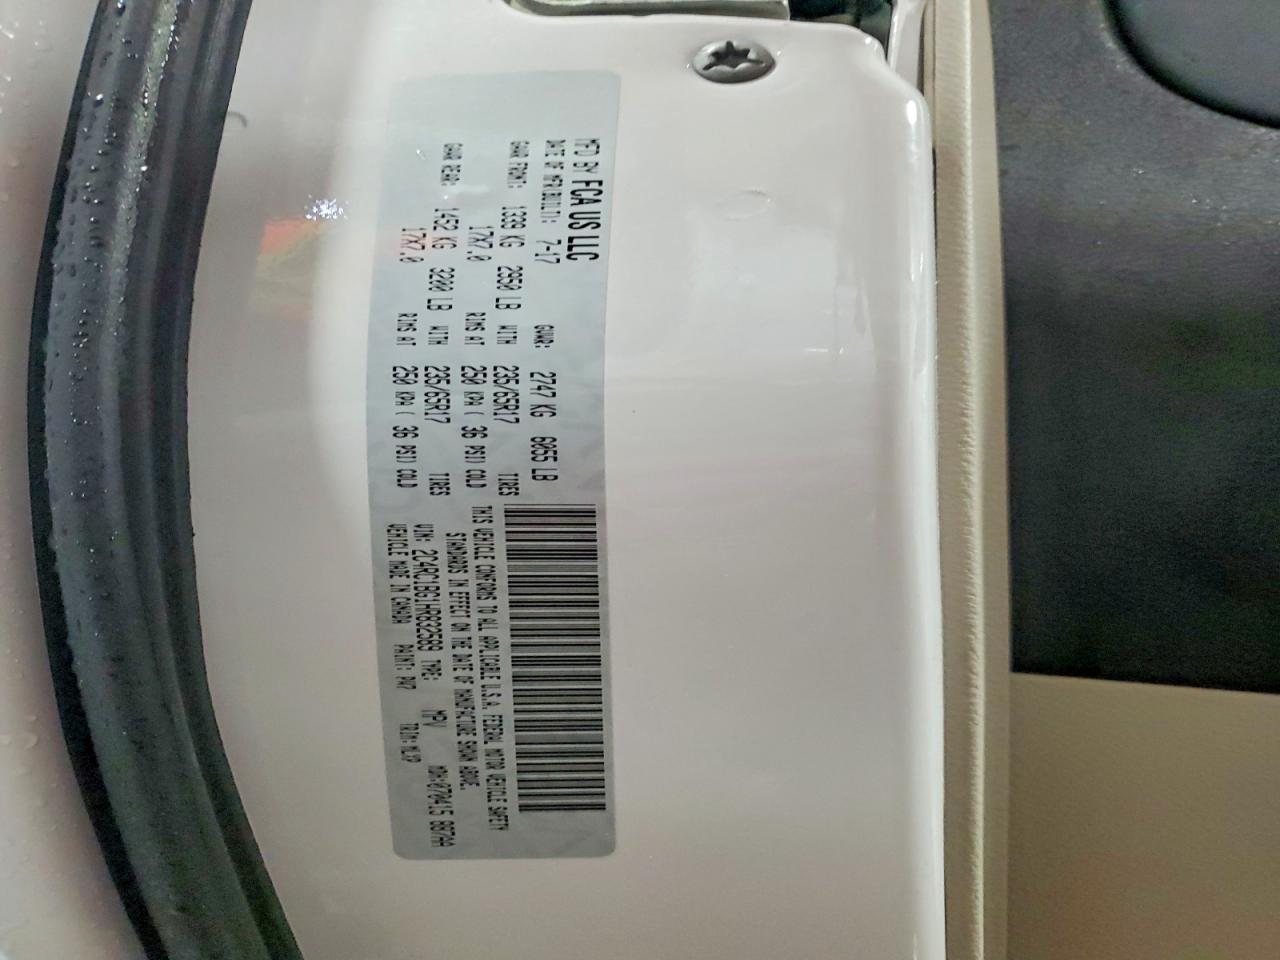 MFD BY FCA US LLC
DATE OF MFR(BUILT): 7-17 GVWR: 2747 KG 6055 LB
GAWR FRONT: 1339 KG 2950 LB WITH 235/65R17 TIRES
17X7.0 RIMS AT 250 KPA ( 36 PSI) COLD
GAWR REAR: 1452 KG 3200 LB WITH 235/65R17 TIRES
17X7.0 RIMS AT 250 KPA ( 36 PSI) COLD
THIS VEHICLE CONFORMS TO ALL APPLICABLE U.S.A. FEDERAL MOTOR VEHICLE SAFETY
STANDARDS IN EFFECT ON THE DATE OF MANUFACTURE SHOWN ABOVE.
VIN: TYPE: MPV
VEHICLE MADE IN CANADA PAINT: PW7 TRIM: